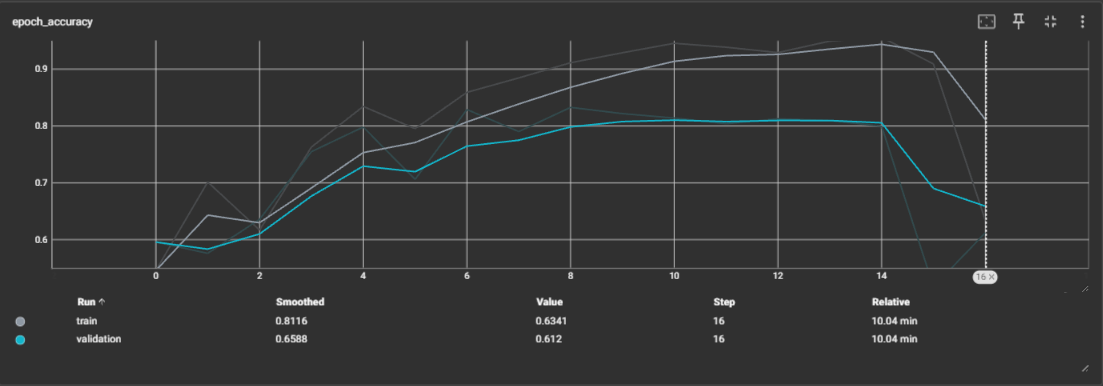 epoch_accuracy
0.9
0.8
0.7
0.6
0 2 4 6 8 10 12 14 16 ×
Run ↑ Smoothed Value Step Relative
train 0.8116 0.6341 16 10.04 min
validation 0.6588 0.612 16 10.04 min